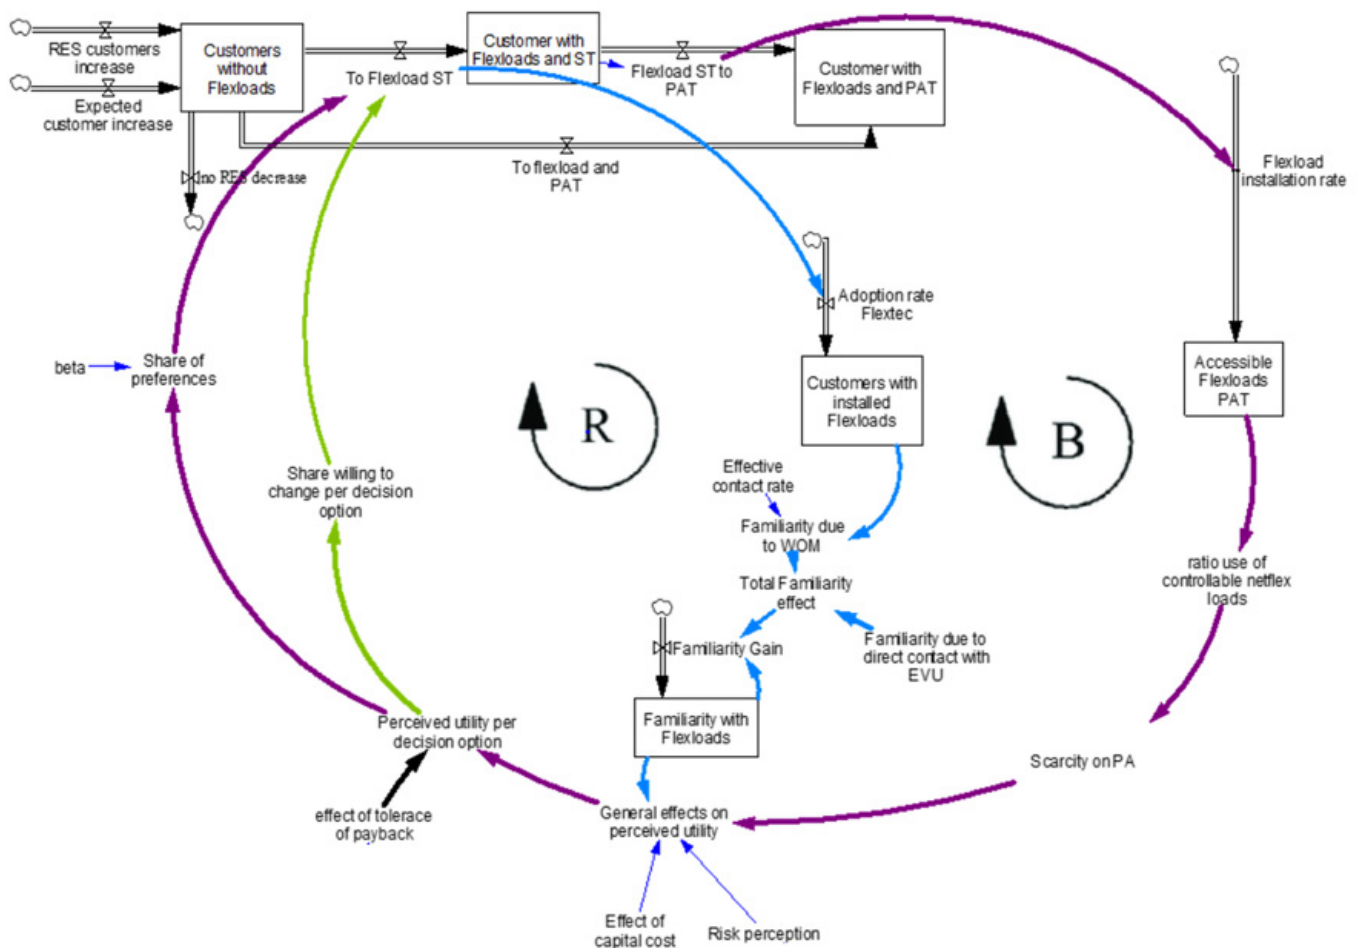 RES customers
increase
Expected
customer increase
Customers
without
Flexloads
To Flexload ST
Customer with
Flexloads and ST
Flexload ST to
PAT
Customer with
Flexloads and PAT
To flexload and
PAT
no RES decrease
Flexload
installation rate
Adoption rate
Flextec
beta
Share of
preferences
Customers with
installed
Flexloads
Accessible
Flexloads
PAT
R
B
Share willing to
change per decision
option
Effective
contact rate
Familiarity due
to WOM
Total Familiarity
effect
ratio use of
controllable netflex
loads
Familiarity Gain
Familiarity due to
direct contact with
EVU
Familiarity with
Flexloads
Perceived utility per
decision option
Scarcity on PA
effect of tolerace
of payback
General effects on
perceived utility
Effect of
capital cost
Risk perception